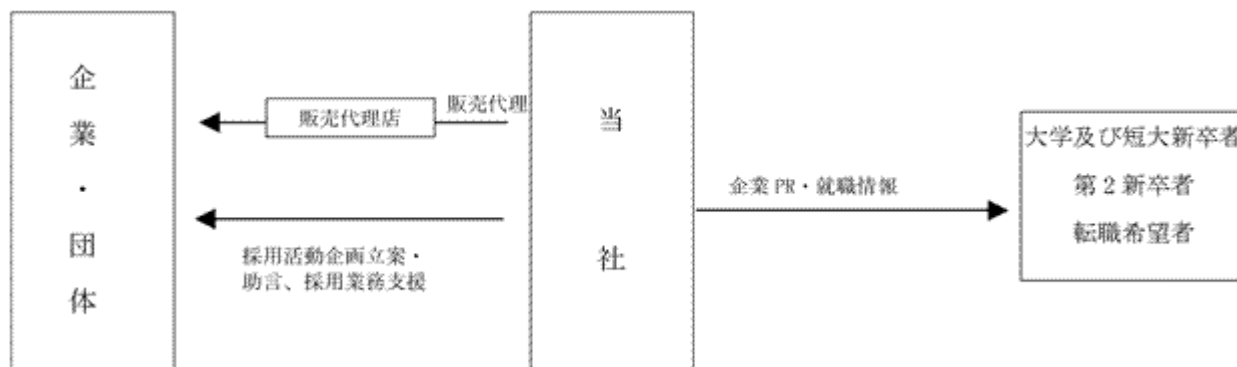 企業・団体
販売代理店
販売代理
採用活動企画立案・
助言、採用業務支援
当社
企業 PR・就職情報
大学及び短大新卒者
第２新卒者
転職希望者